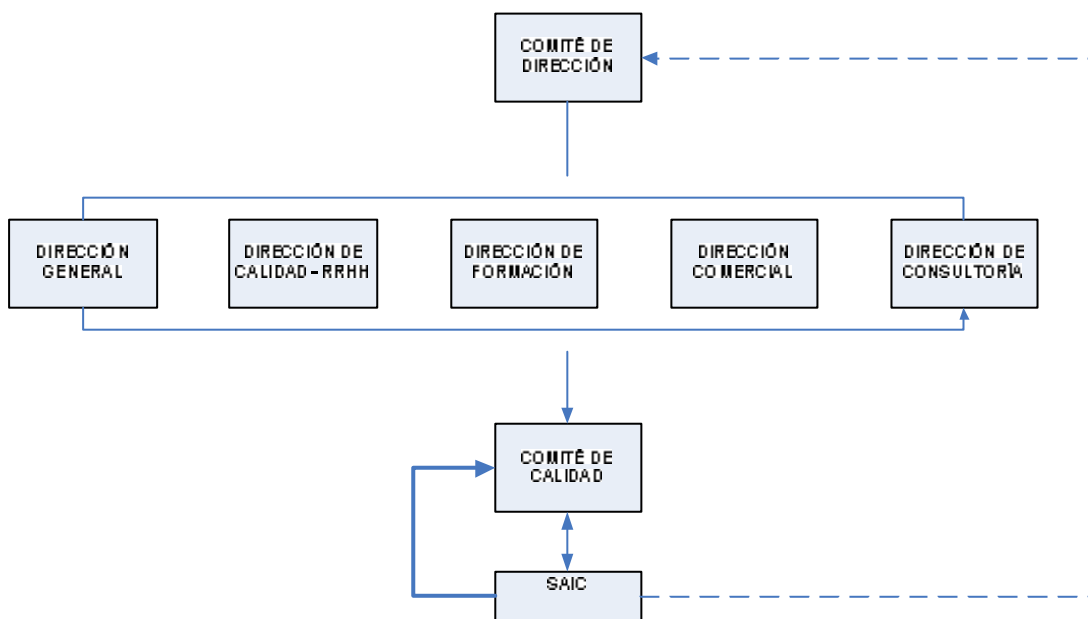 COMITÉ DE
DIRECCIÓN
DIRECCIÓN
GENERAL
DIRECCIÓN DE
CALIDAD-RRHH
DIRECCIÓN DE
FORMACIÓN
DIRECCIÓN
COMERCIAL
DIRECCIÓN DE
CONSULTORÍA
COMITÉ DE
CALIDAD
SAIC